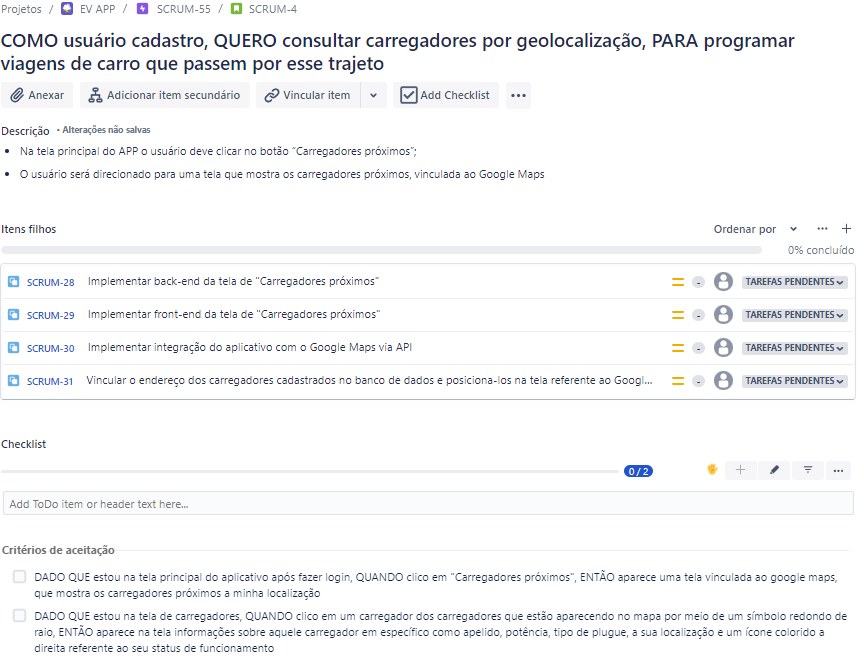 Projetos / EV APP / SCRUM-55 / SCRUM-4
COMO usuário cadastro, QUERO consultar carregadores por geolocalização, PARA programar
viagens de carro que passem por esse trajeto
Anexar Adicionar item secundário Vincular item Add Checklist
Descrição • Alterações não salvas
• Na tela principal do APP o usuário deve clicar no botão “Carregadores próximos”;
• O usuário será direcionado para uma tela que mostra os carregadores próximos, vinculada ao Google Maps
Itens filhos Ordenar por
0% concluído
SCRUM-28 Implementar back-end da tela de "Carregadores próximos" - TAREFAS PENDENTES
SCRUM-29 Implementar front-end da tela de "Carregadores próximos" - TAREFAS PENDENTES
SCRUM-30 Implementar integração do aplicativo com o Google Maps via API - TAREFAS PENDENTES
SCRUM-31 Vincular o endereço dos carregadores cadastrados no banco de dados e posiciona-los na tela referente ao Googl... - TAREFAS PENDENTES
Checklist
0 / 2
Add ToDo item or header text here...
Critérios de aceitação
DADO QUE estou na tela principal do aplicativo após fazer login, QUANDO clico em "Carregadores próximos", ENTÃO aparece uma tela vinculada ao google maps,
que mostra os carregadores próximos a minha localização
DADO QUE estou na tela de carregadores, QUANDO clico em um carregador dos carregadores que estão aparecendo no mapa por meio de um símbolo redondo de
raio, ENTÃO aparece na tela informações sobre aquele carregador em específico como apelido, potência, tipo de plugue, a sua localização e um ícone colorido a
direita referente ao seu status de funcionamento